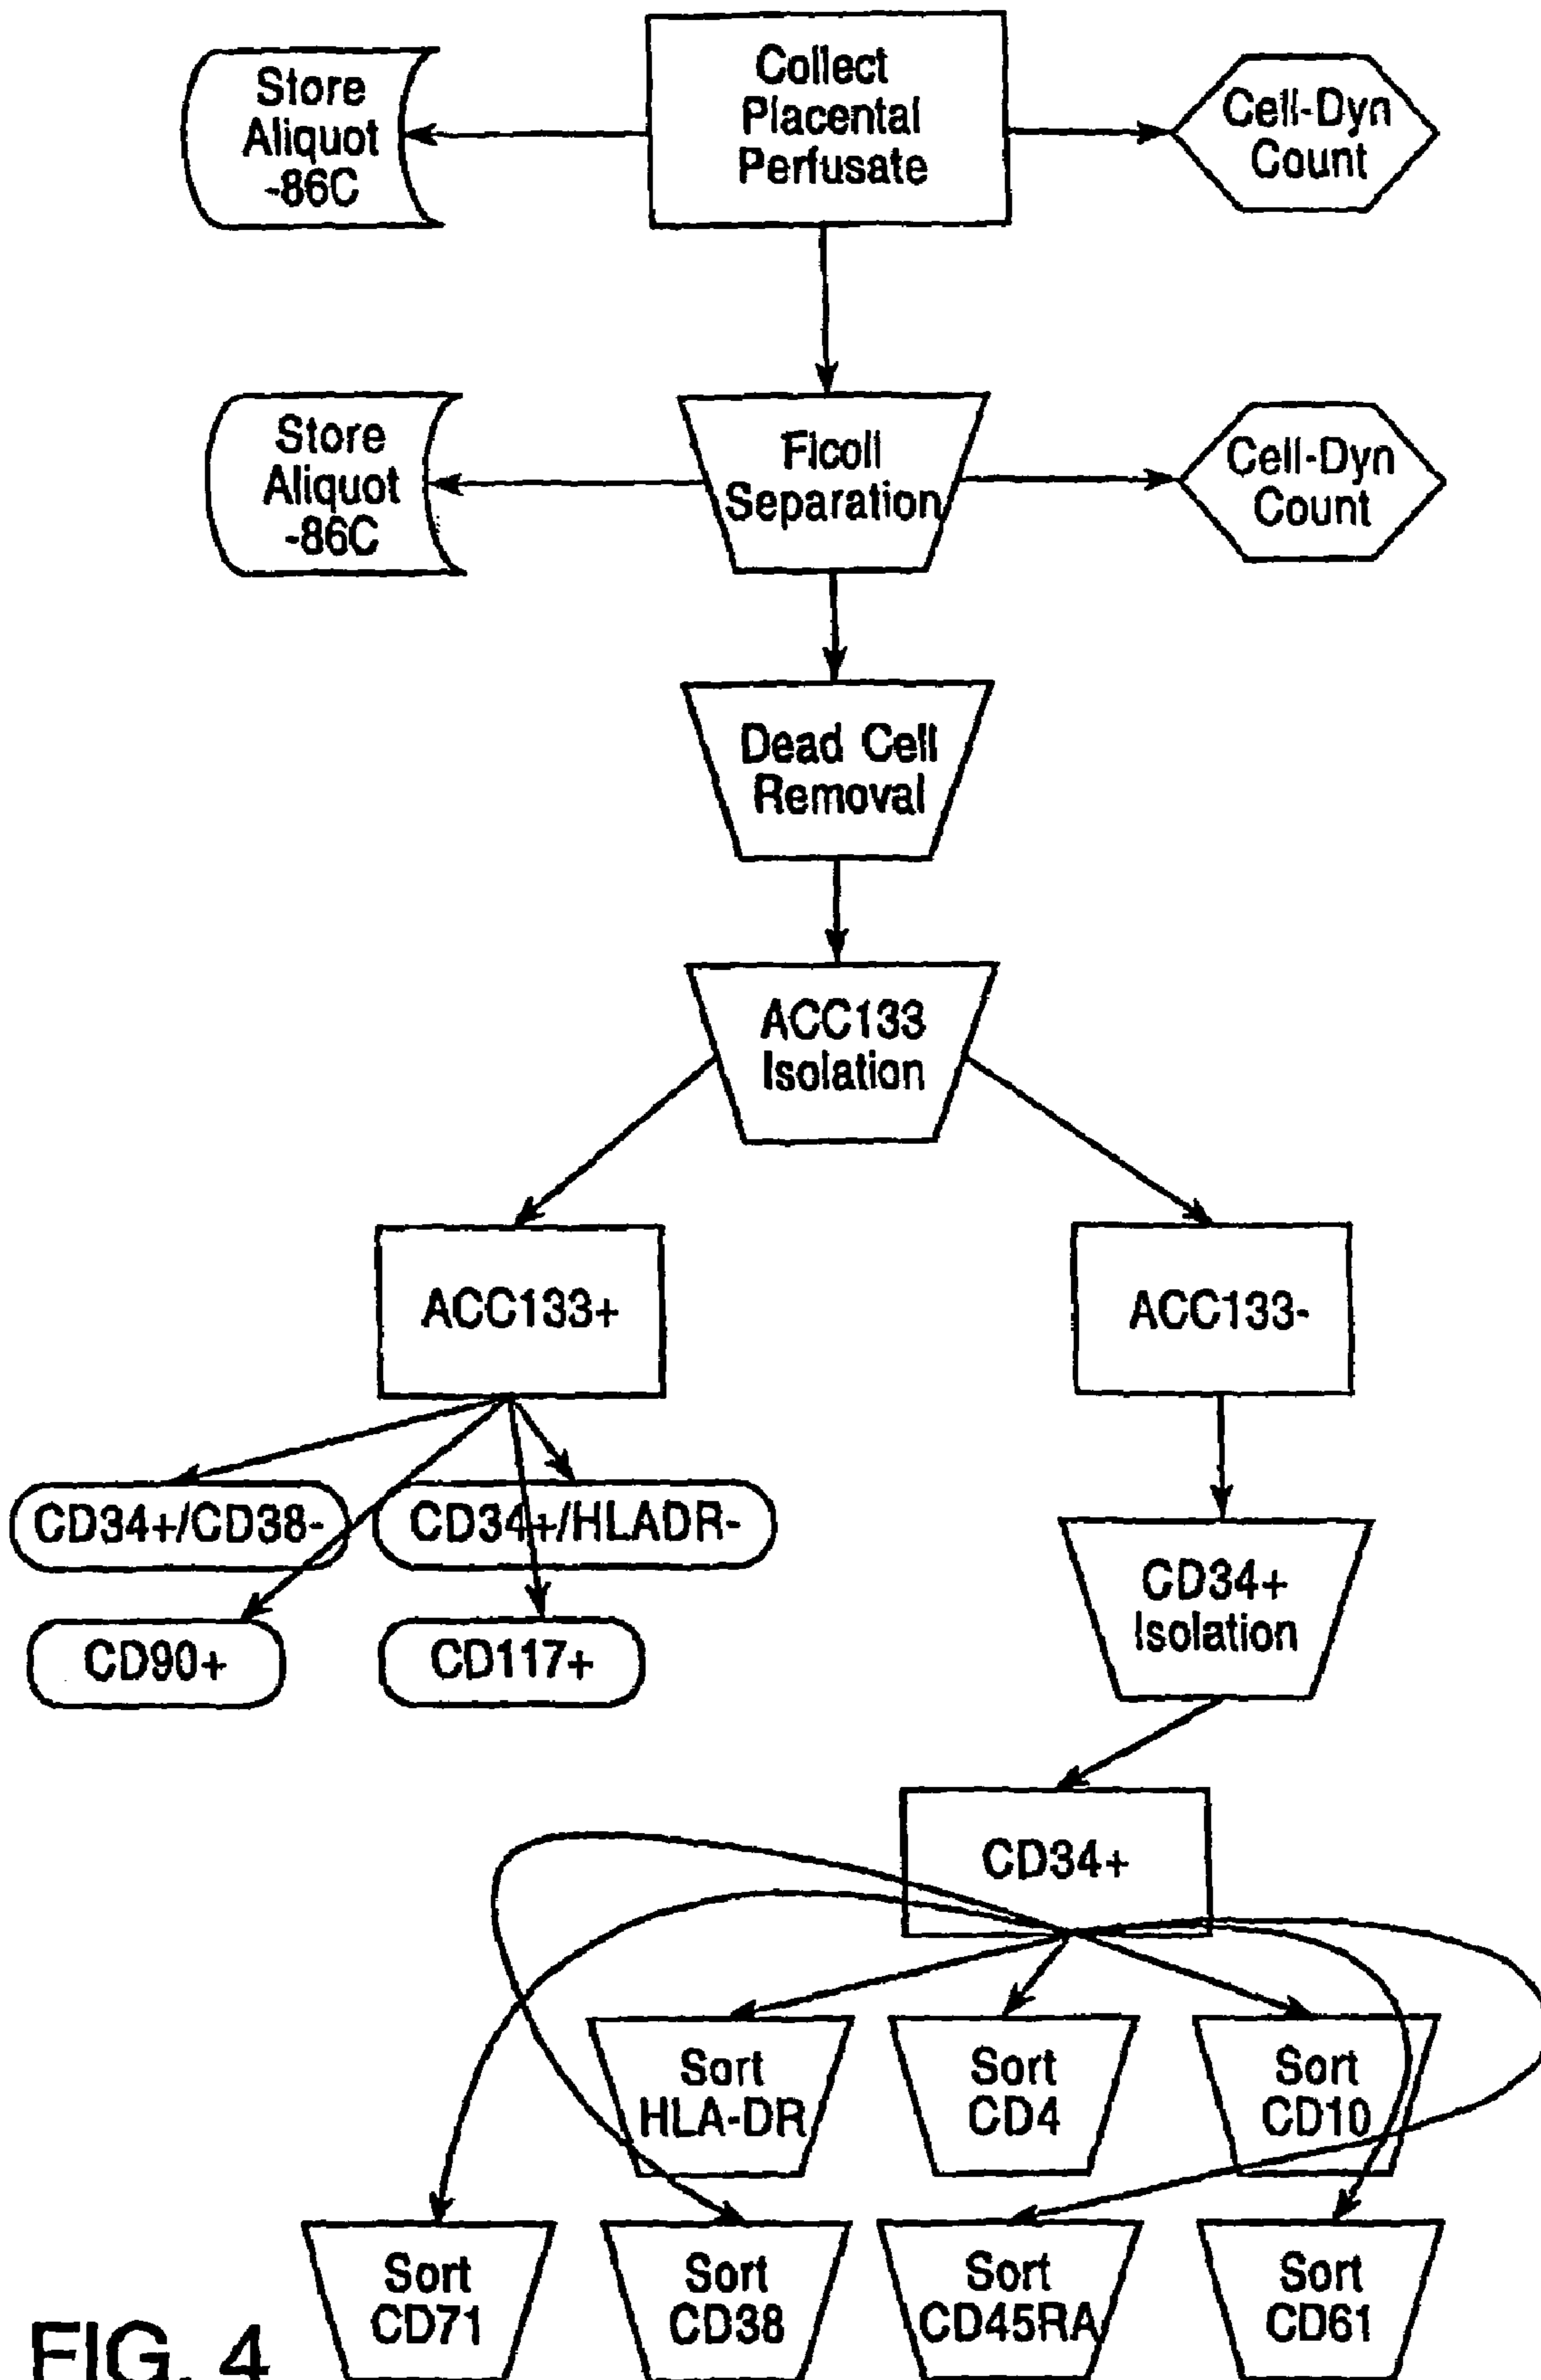 Store
Aliquot
-86C
Collect
Placental
Perfusate
Cell-Dyn
Count
Store
Aliquot
-86C
Ficoll
Separation
Cell-Dyn
Count
Dead Cell
Removal
ACC133
Isolation
ACC133+
ACC133-
CD34+/CD38-
CD34+/HLADR-
CD90+
CD117+
CD34+
Isolation
CD34+
Sort
HLA-DR
Sort
CD4
Sort
CD10
Sort
CD71
Sort
CD38
Sort
CD45RA
Sort
CD61
FIG. 4